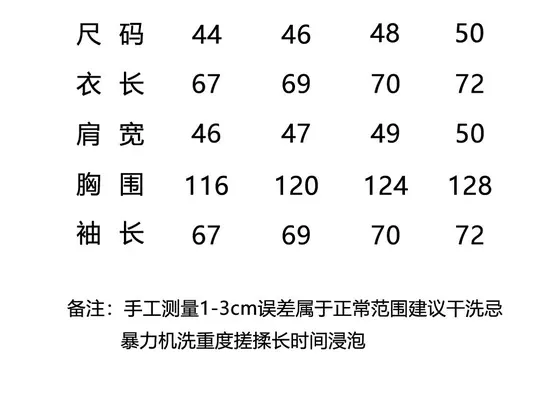 尺码 44 46 48 50
衣长 67 69 70 72
肩宽 46 47 49 50
胸围 116 120 124 128
袖长 67 69 70 72
备注：手工测量1-3cm误差属于正常范围建议干洗忌
暴力机洗重度搓揉长时间浸泡